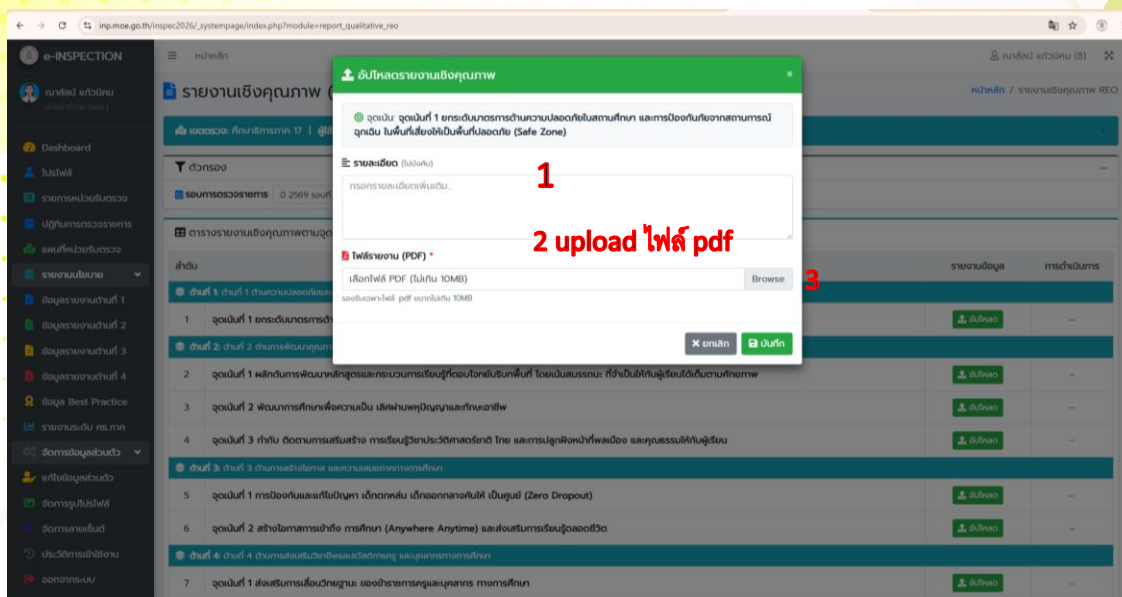 inp.moe.go.th/inspec2026/_systempage/index.php?module=report_qualitative_reo
e-INSPECTION
หน้าหลัก
ณาลัณ์ แก้วนิคม (8)
ณาลัณ์ แก้วนิคม
Dashboard
โปรไฟล์
รายการหน่วยรับตรวจ
ปฏิทินการตรวจราชการ
แผนที่หน่วยรับตรวจ
รายงานนโยบาย
ข้อมูลรายงานด้านที่ 1
ข้อมูลรายงานด้านที่ 2
ข้อมูลรายงานด้านที่ 3
ข้อมูลรายงานด้านที่ 4
ข้อมูล Best Practice
รายงานระดับ ศธ.ภาค
จัดการข้อมูลส่วนตัว
แก้ไขข้อมูลส่วนตัว
จัดการรูปโปรไฟล์
จัดการลายเซ็นต์
ประวัติการเข้าใช้งาน
ออกจากระบบ
รายงานเชิงคุณภาพ (
หน้าหลัก / รายงานเชิงคุณภาพ REO
เขตตรวจ: ศึกษาธิการภาค 17 |
ตัวกรอง
รอบการตรวจราชการ
ปี 2569 รอบที่
ตารางรายงานเชิงคุณภาพตามจุด
ลำดับ
รายงานข้อมูล
การดำเนินการ
อัปโหลดรายงานเชิงคุณภาพ
จุดเน้น: จุดเน้นที่ 1 ยกระดับมาตรการด้านความปลอดภัยในสถานศึกษา และการป้องกันภัยจากสถานการณ์
ฉุกเฉิน ในพื้นที่เสี่ยงให้เป็นพื้นที่ปลอดภัย (Safe Zone)
รายละเอียด (ไม่บังคับ)
1
กรอกรายละเอียดเพิ่มเติม..
2 upload ไฟล์ pdf
ไฟล์รายงาน (PDF) *
เลือกไฟล์ PDF (ไม่เกิน 10MB)
Browse
3
รองรับเฉพาะไฟล์ .pdf ขนาดไม่เกิน 10MB
ยกเลิก
บันทึก
ด้านที่ 1: ด้านที่ 1 ด้านความปลอดภัยและ
1 จุดเน้นที่ 1 ยกระดับมาตรการด้า
อัปโหลด
-
ด้านที่ 2: ด้านที่ 2 ด้านการพัฒนาคุณภา
2 จุดเน้นที่ 1 ผลักดันการพัฒนาหลักสูตรและกระบวนการเรียนรู้ที่ตอบโจทย์บริบทพื้นที่ โดยเน้นสมรรถนะ ที่จำเป็นให้กับผู้เรียนได้เต็มตามศักยภาพ
อัปโหลด
-
3 จุดเน้นที่ 2 พัฒนาการศึกษาเพื่อความเป็น เลิศผ่านพหุปัญญาและทักษะอาชีพ
อัปโหลด
-
4 จุดเน้นที่ 3 กำกับ ติดตามการเสริมสร้าง การเรียนรู้วิชาประวัติศาสตร์ชาติ ไทย และการปลูกฝังหน้าที่พลเมือง และคุณธรรมให้กับผู้เรียน
อัปโหลด
-
ด้านที่ 3: ด้านที่ 3 ด้านการสร้างโอกาส และความเสมอภาคทางการศึกษา
5 จุดเน้นที่ 1 การป้องกันและแก้ไขปัญหา เด็กตกหล่น เด็กออกกลางคันให้ เป็นศูนย์ (Zero Dropout)
อัปโหลด
-
6 จุดเน้นที่ 2 สร้างโอกาสการเข้าถึง การศึกษา (Anywhere Anytime) และส่งเสริมการเรียนรู้ตลอดชีวิต
อัปโหลด
-
ด้านที่ 4: ด้านที่ 4 ด้านการส่งเสริมวิชาชีพและสวัสดิการครู และบุคลากรทางการศึกษา
7 จุดเน้นที่ 1 ส่งเสริมการเลื่อนวิทยฐานะ ของข้าราชการครูและบุคลากร ทางการศึกษา
อัปโหลด
-